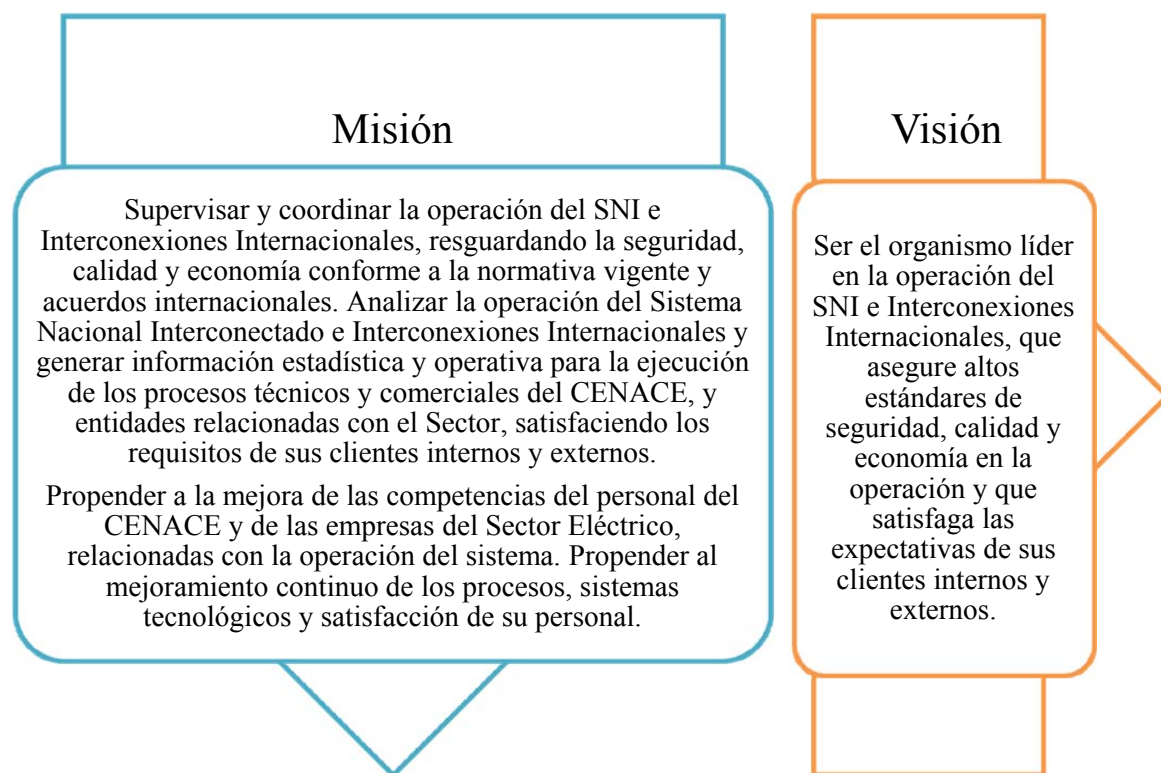 Misión
Supervisar y coordinar la operación del SNI e
Interconexiones Internacionales, resguardando la seguridad,
calidad y economía conforme a la normativa vigente y
acuerdos internacionales. Analizar la operación del Sistema
Nacional Interconectado e Interconexiones Internacionales y
generar información estadística y operativa para la ejecución
de los procesos técnicos y comerciales del CENACE, y
entidades relacionadas con el Sector, satisfaciendo los
requisitos de sus clientes internos y externos.
Propender a la mejora de las competencias del personal del
CENACE y de las empresas del Sector Eléctrico,
relacionadas con la operación del sistema. Propender al
mejoramiento continuo de los procesos, sistemas
tecnológicos y satisfacción de su personal.
Visión
Ser el organismo líder
en la operación del
SNI e Interconexiones
Internacionales, que
asegure altos
estándares de
seguridad, calidad y
economía en la
operación y que
satisfaga las
expectativas de sus
clientes internos y
externos.